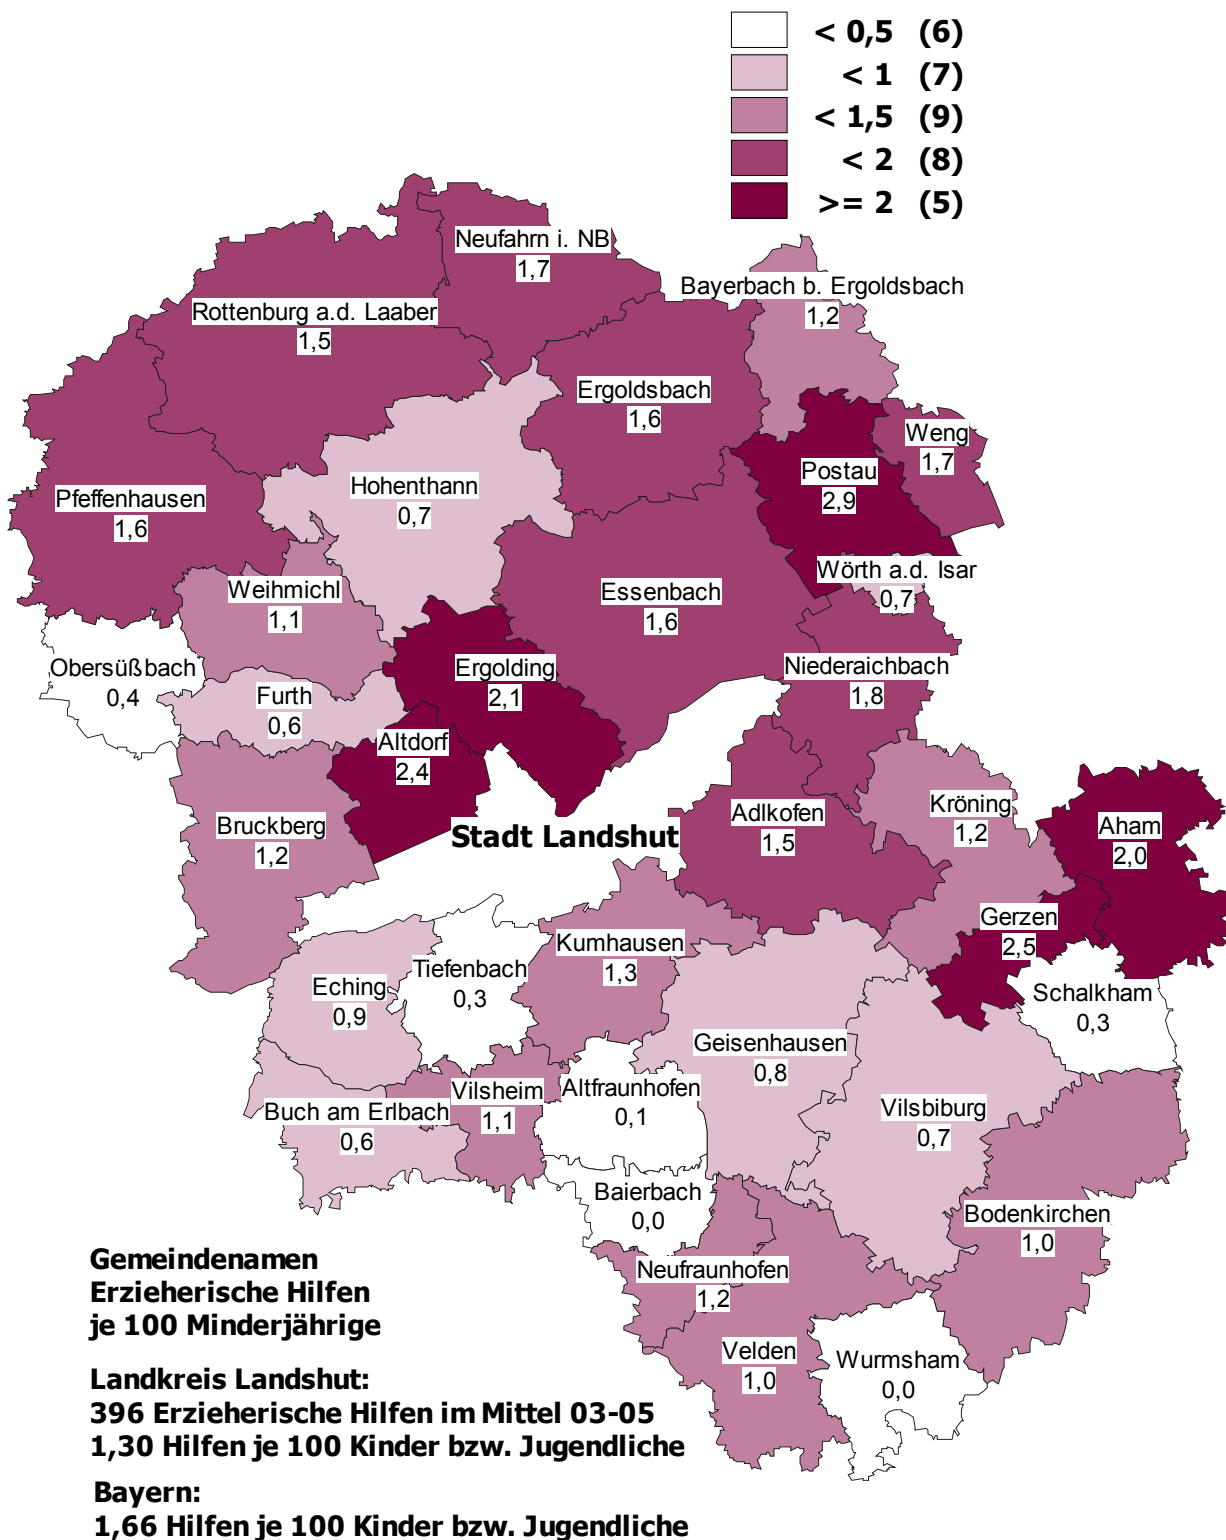 < 0,5 (6)
< 1 (7)
< 1,5 (9)
< 2 (8)
>= 2 (5)
Neufahrn i. NB
1,7
Bayerbach b. Ergoldsbach
1,2
Rottenburg a.d. Laaber
1,5
Ergoldsbach
1,6
Weng
1,7
Postau
2,9
Hohenthann
0,7
Pfeffenhausen
1,6
Wörth a.d. Isar
0,7
Weihmichl
1,1
Essenbach
1,6
Obersüßbach
0,4
Ergolding
2,1
Niederaichbach
1,8
Furth
0,6
Altdorf
2,4
Bruckberg
1,2
Stadt Landshut
Adlkofen
1,5
Kröning
1,2
Aham
2,0
Gerzen
2,5
Kumhausen
1,3
Tiefenbach
0,3
Eching
0,9
Schalkham
0,3
Geisenhausen
0,8
Altfraunhofen
0,1
Vilsheim
1,1
Buch am Erlbach
0,6
Vilsbiburg
0,7
Baierbach
0,0
Bodenkirchen
1,0
Neufraunhofen
1,2
Velden
1,0
Wurmsham
0,0
Gemeindenamen
Erzieherische Hilfen
je 100 Minderjährige
Landkreis Landshut:
396 Erzieherische Hilfen im Mittel 03-05
1,30 Hilfen je 100 Kinder bzw. Jugendliche
Bayern:
1,66 Hilfen je 100 Kinder bzw. Jugendliche